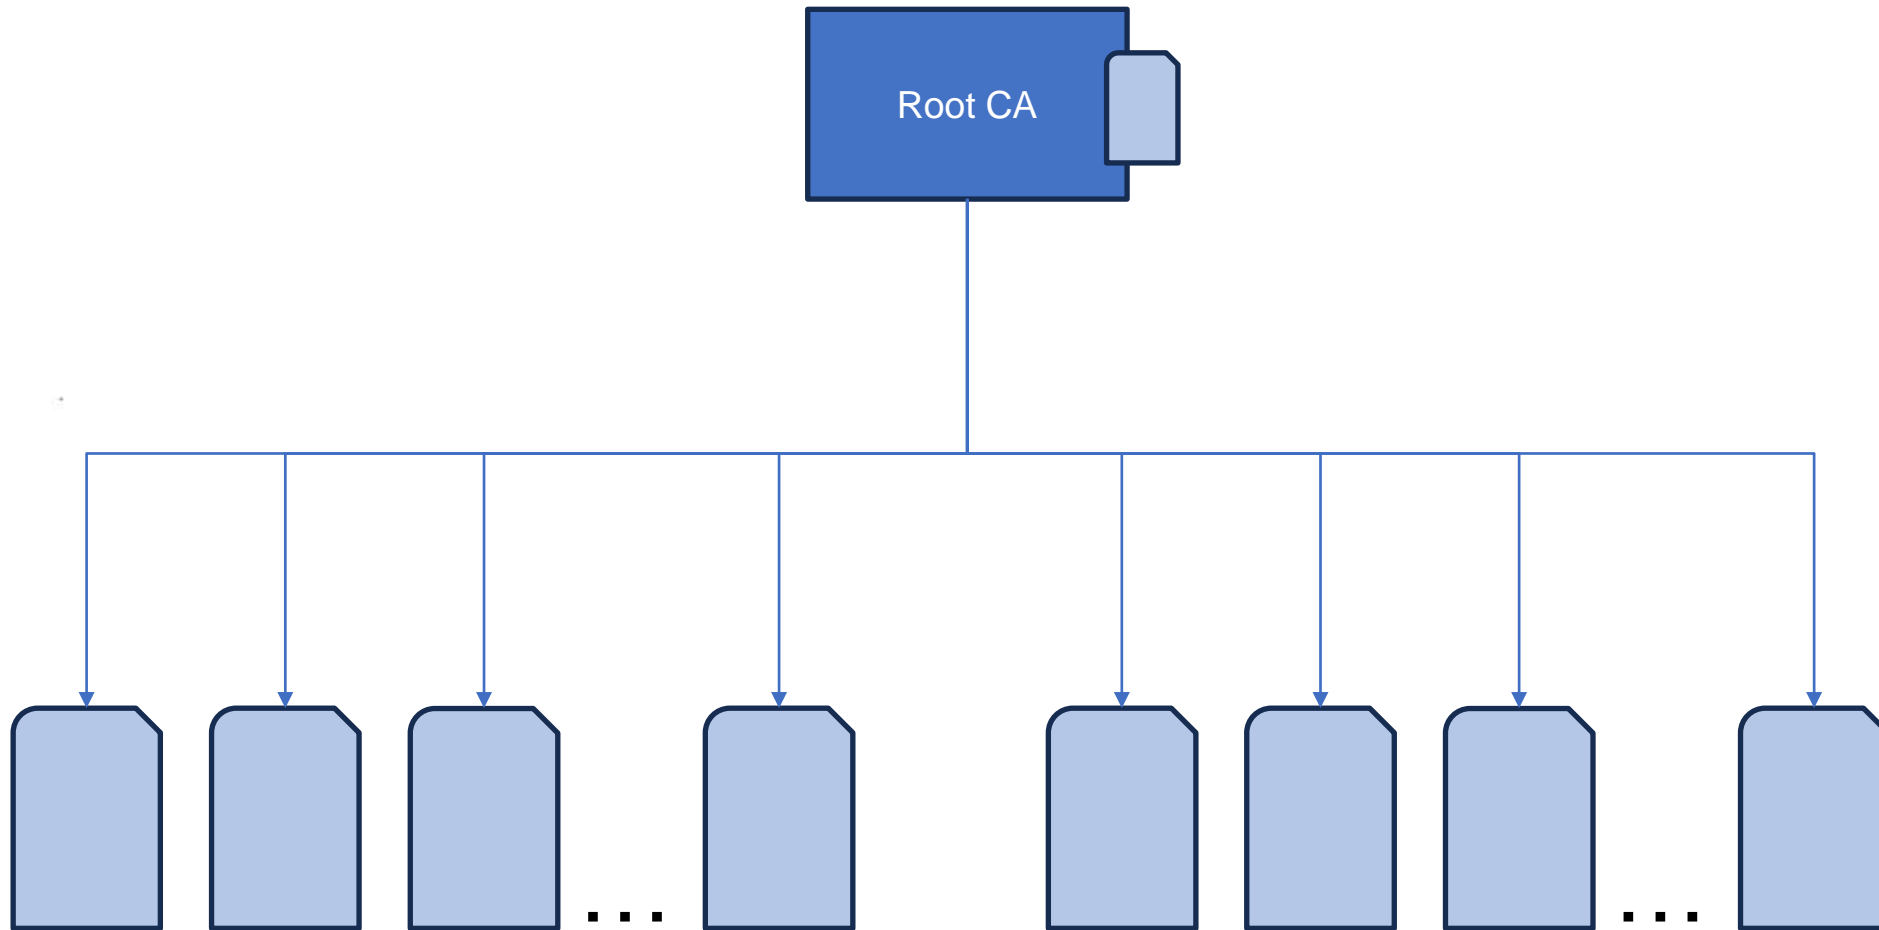 Root CA
. . .
. . .